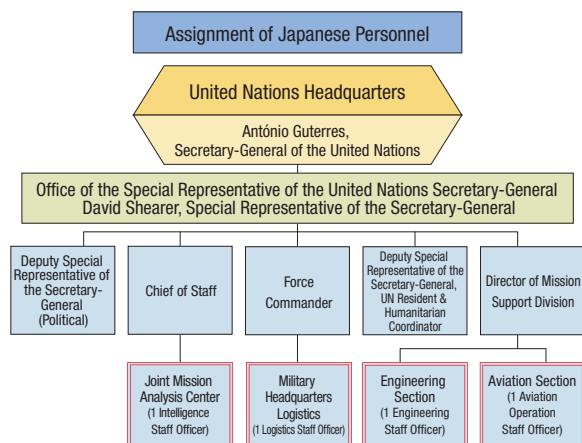 Assignment of Japanese Personnel
United Nations Headquarters
António Guterres,
Secretary-General of the United Nations
Office of the Special Representative of the United Nations Secretary-General
David Shearer, Special Representative of the Secretary-General
Deputy Special
Representative of
the Secretary-
General
(Political)
Chief of Staff
Force
Commander
Deputy Special
Representative of the
Secretary-General,
UN Resident &
Humanitarian
Coordinator
Director of Mission
Support Division
Joint Mission
Analysis Center
(1 Intelligence
Staff Officer)
Military
Headquarters
Logistics
(1 Logistics Staff Officer)
Engineering
Section
(1 Engineering
Staff Officer)
Aviation Section
(1 Aviation
Operation
Staff Officer)